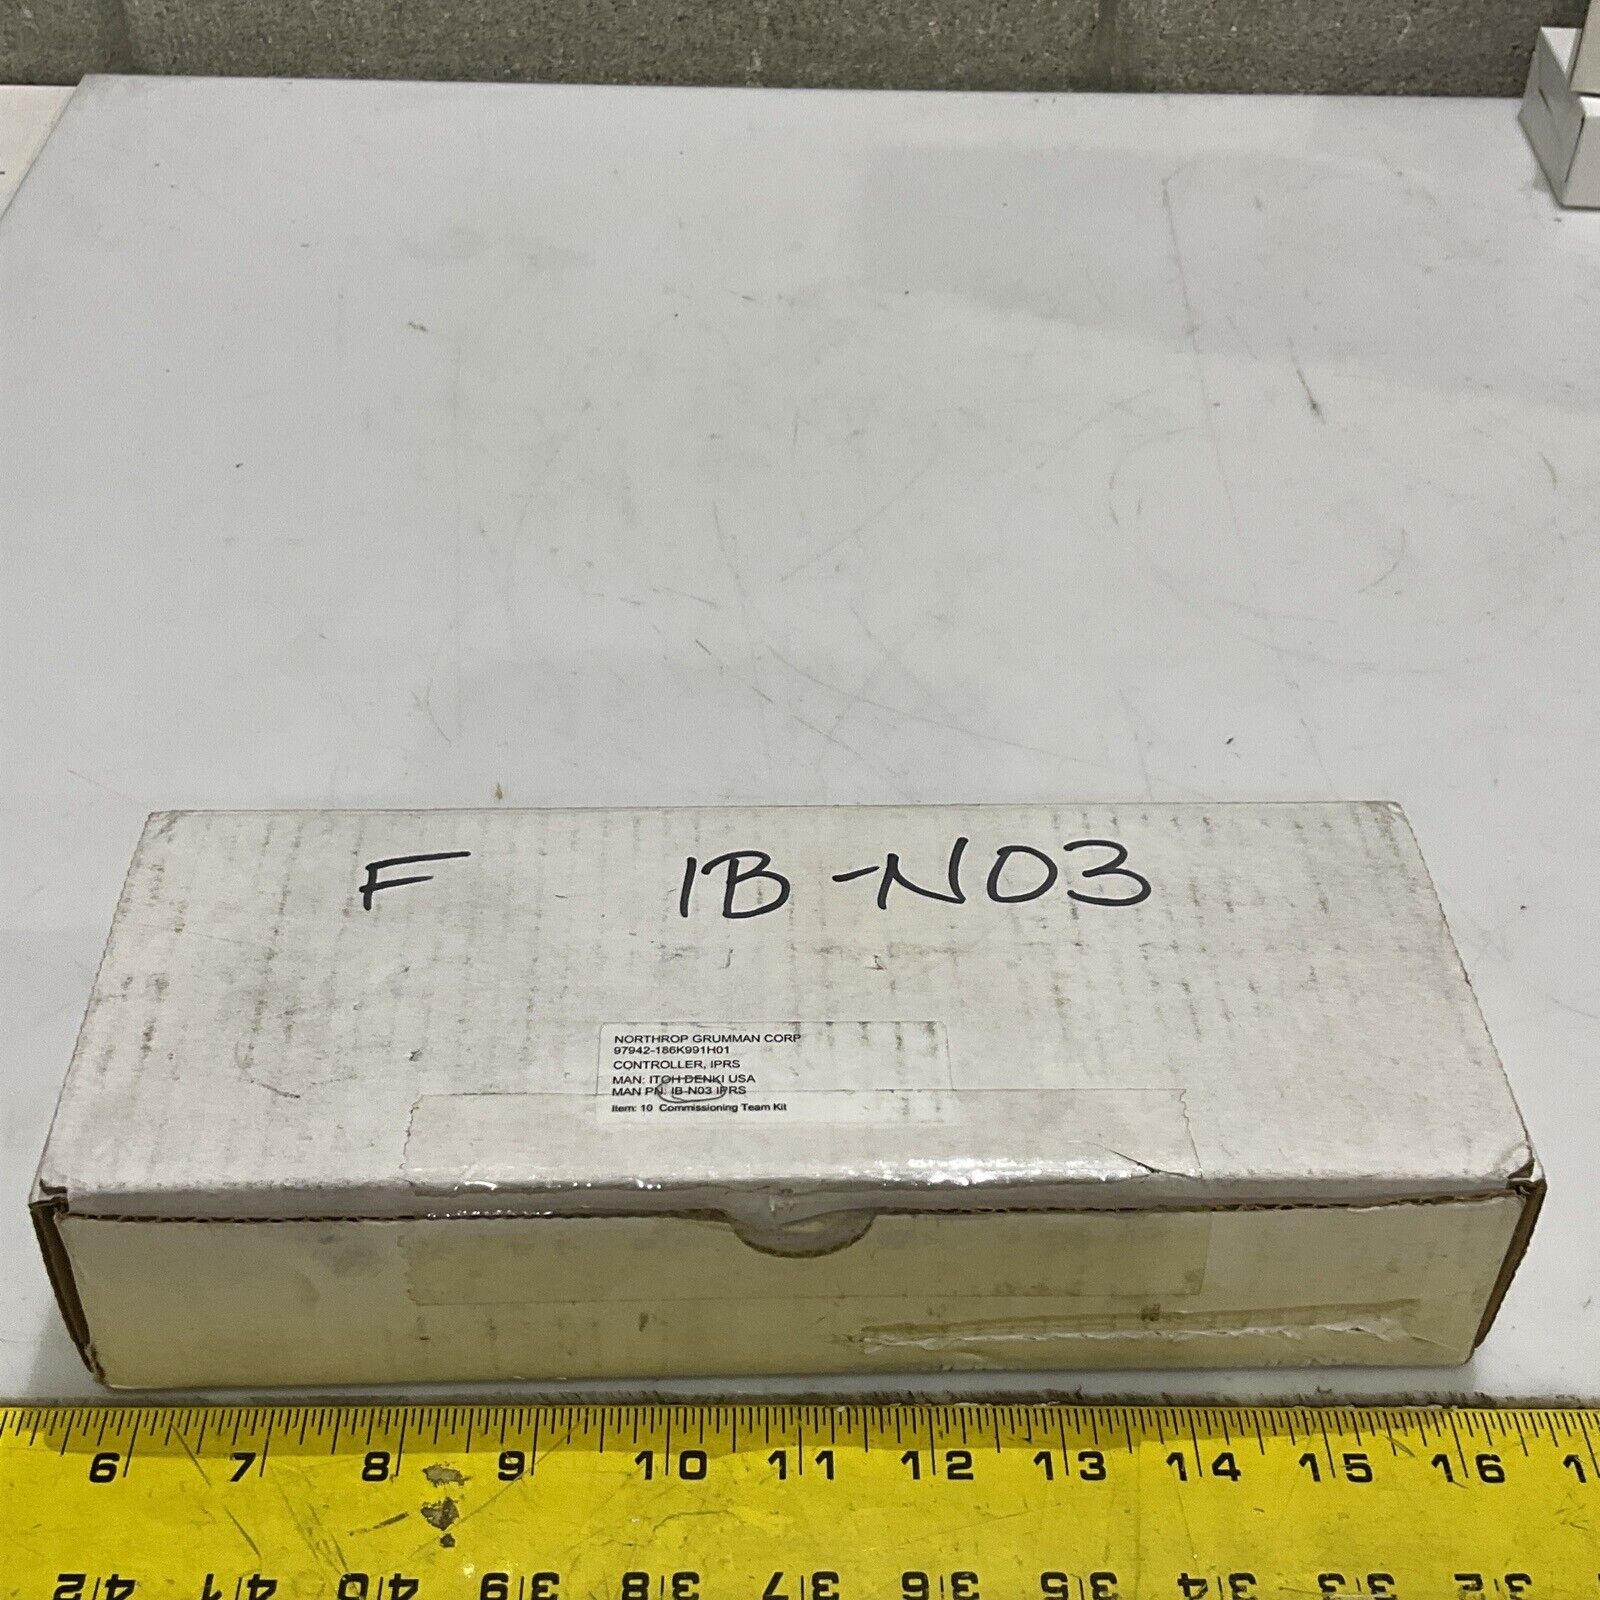 F IB-N03
NORTHROP GRUMMAN CORP
97942-186K991H01
CONTROLLER, IPRS
MAN: ITOH DENKI USA
MAN PN: IB-N03 IPRS
Item: 10 Commissioning Team Kit
6 7 8 9 10 11 12 13 14 15 16 1
42 41 40 39 38 37 36 35 34 33 32